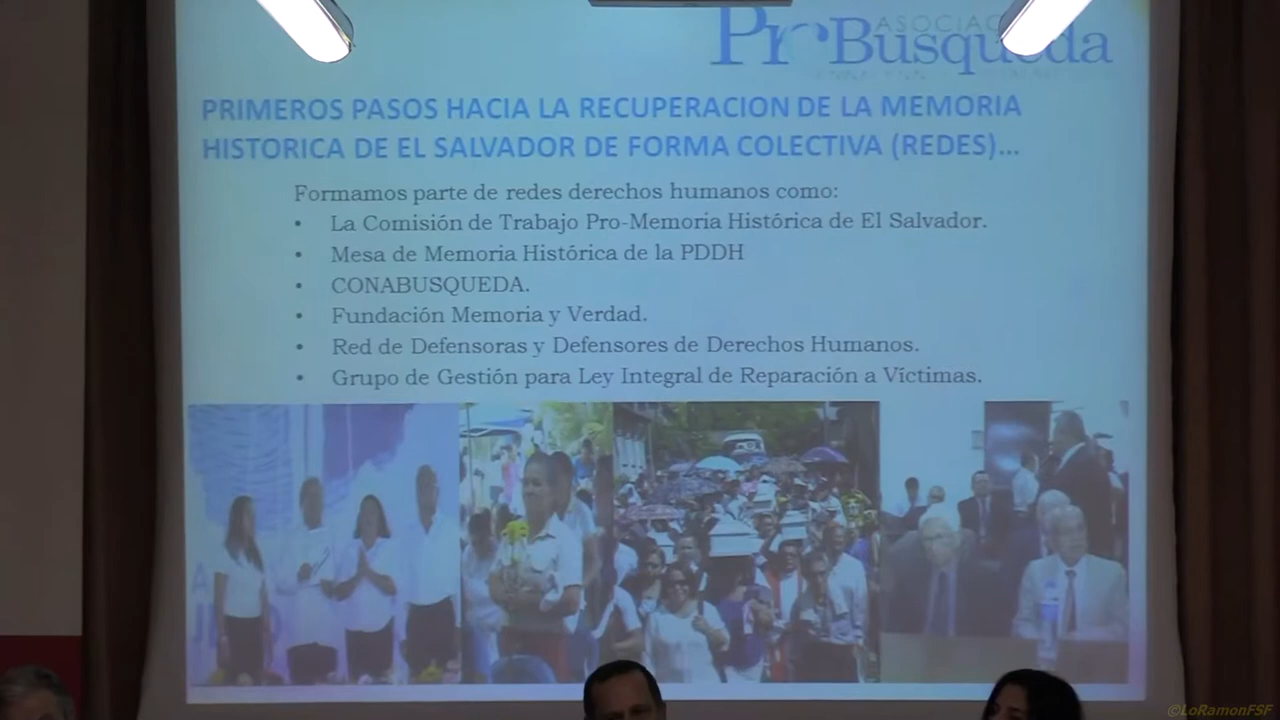 ASOCIAC
Pro Búsqueda
PRIMEROS PASOS HACIA LA RECUPERACION DE LA MEMORIA
HISTORICA DE EL SALVADOR DE FORMA COLECTIVA (REDES)...
Formamos parte de redes derechos humanos como:
• La Comisión de Trabajo Pro-Memoria Histórica de El Salvador.
• Mesa de Memoria Histórica de la PDDH
• CONABUSQUEDA.
• Fundación Memoria y Verdad.
• Red de Defensoras y Defensores de Derechos Humanos.
• Grupo de Gestión para Ley Integral de Reparación a Víctimas.
©LoRamonFSF